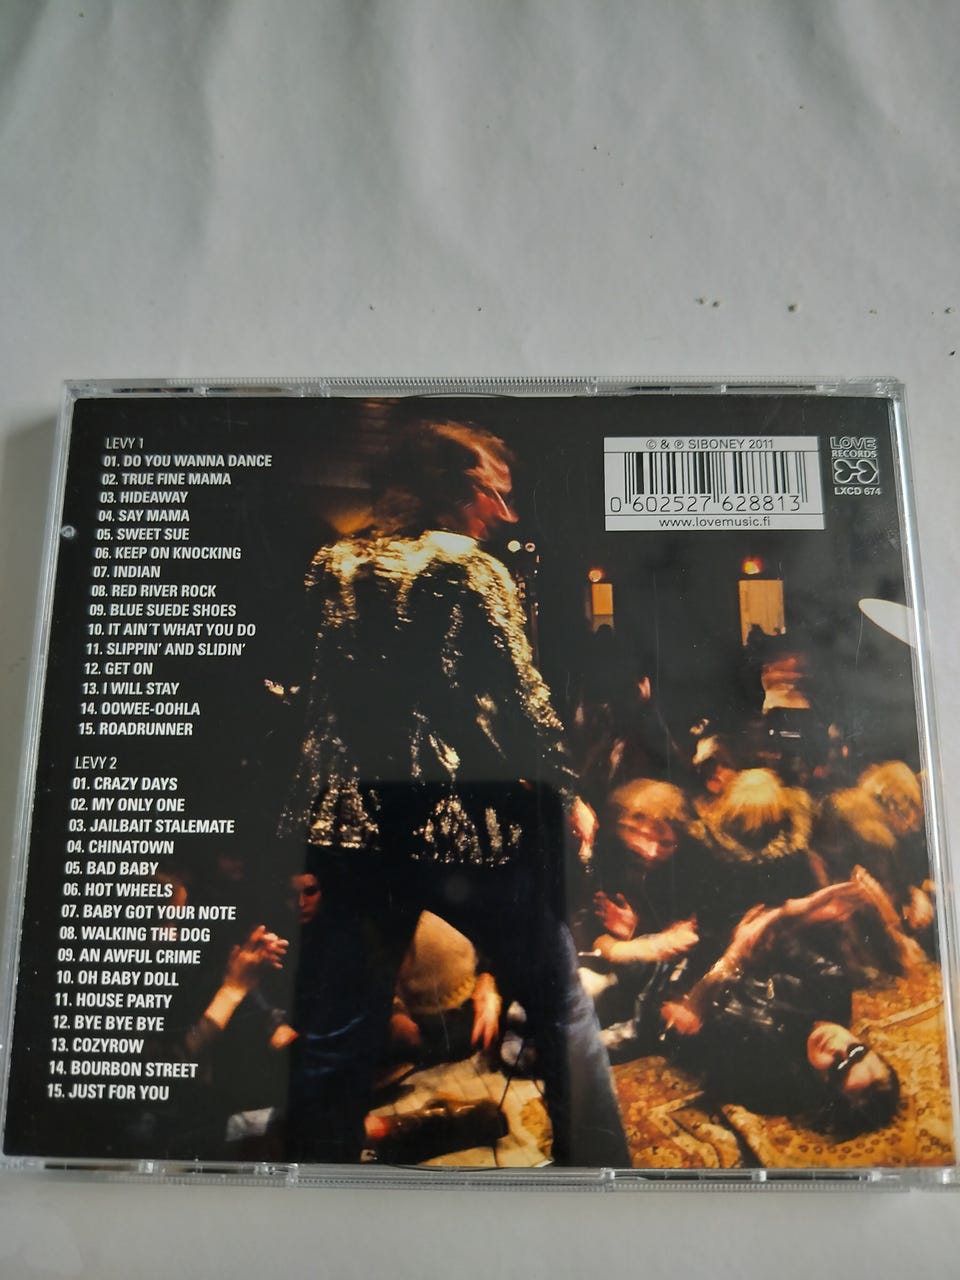 LEVY 1
01. DO YOU WANNA DANCE
02. TRUE FINE MAMA
03. HIDEAWAY
04. SAY MAMA
05. SWEET SUE
06. KEEP ON KNOCKING
07. INDIAN
08. RED RIVER ROCK
09. BLUE SUEDE SHOES
10. IT AIN'T WHAT YOU DO
11. SLIPPIN' AND SLIDIN'
12. GET ON
13. I WILL STAY
14. OOWEE-OOHLA
15. ROADRUNNER
LEVY 2
01. CRAZY DAYS
02. MY ONLY ONE
03. JAILBAIT STALEMATE
04. CHINATOWN
05. BAD BABY
06. HOT WHEELS
07. BABY GOT YOUR NOTE
08. WALKING THE DOG
09. AN AWFUL CRIME
10. OH BABY DOLL
11. HOUSE PARTY
12. BYE BYE BYE
13. COZYROW
14. BOURBON STREET
15. JUST FOR YOU
© & ℗ SIBONEY 2011
0 602527 628813
www.lovemusic.fi
LOVE
RECORDS
LXCD 674